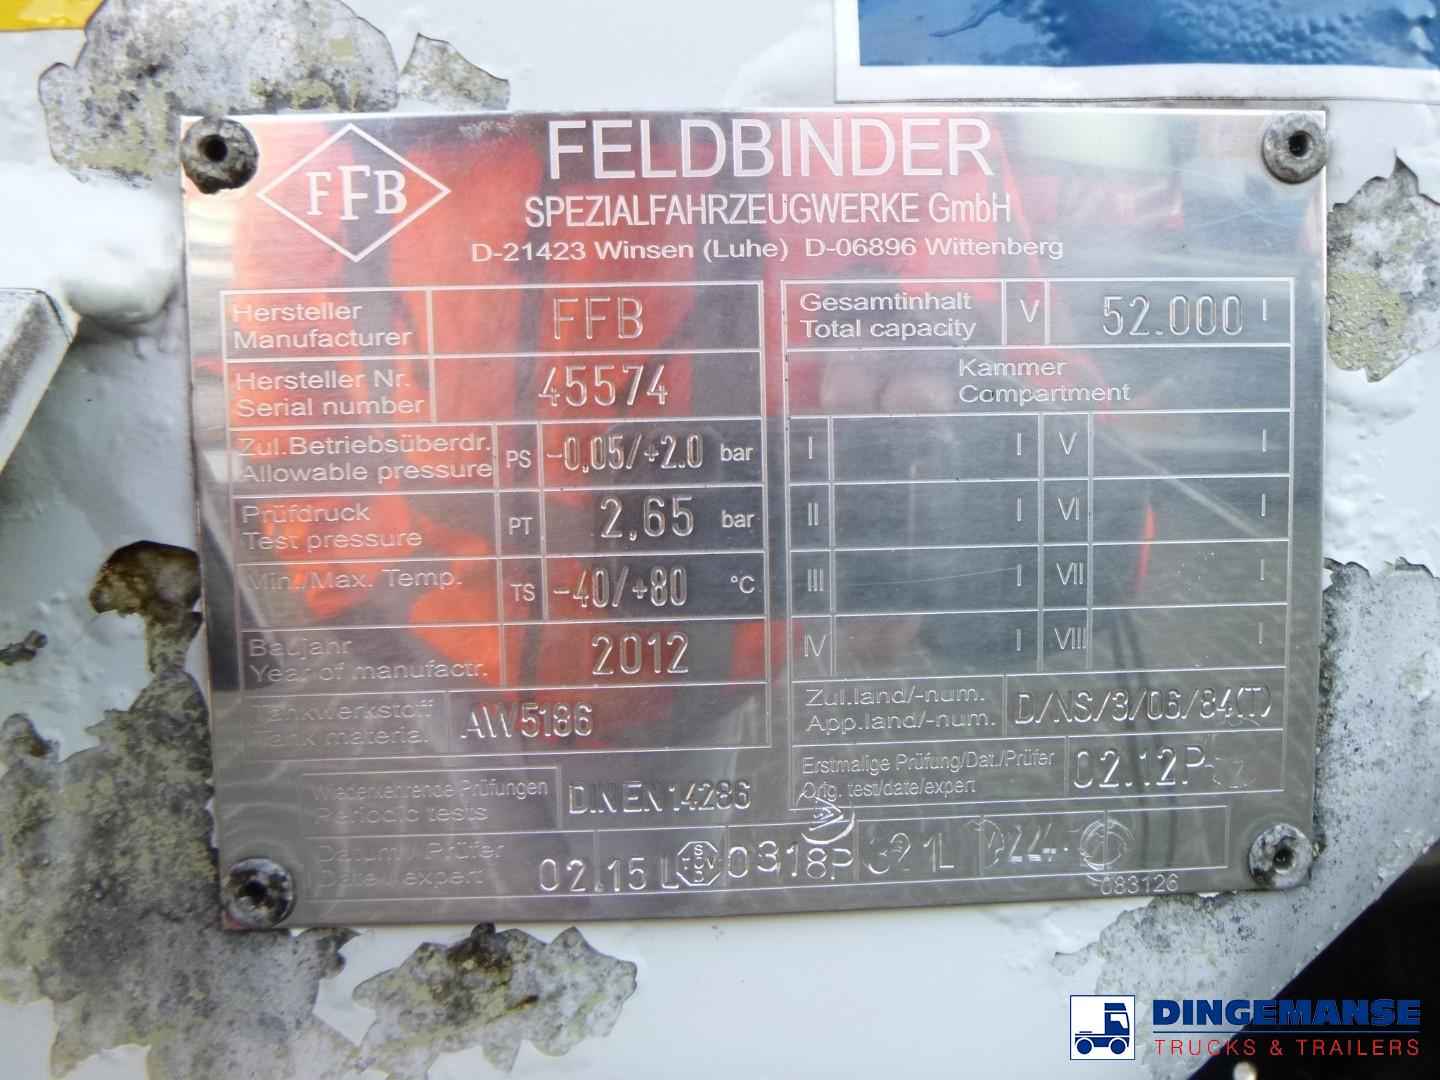 FFB
FELDBINDER
SPEZIALFAHRZEUGWERKE GmbH
D-21423 Winsen (Luhe) D-06896 Wittenberg
Hersteller
Manufacturer
FFB
Hersteller Nr.
Serial number
45574
Zul.Betriebsüberdr.
Allowable pressure
PS
-0,05/+2.0 bar
Prüfdruck
Test pressure
PT
2,65 bar
Min./Max. Temp.
TS
-40/+80 °C
Baujahr
Year of manufactr.
2012
Tankwerkstoff
Tank material
AW5186
Gesamtinhalt
Total capacity
V
52.000 l
Kammer
Compartment
I l V l
II l VI l
III l VII l
IV l VIII l
Zul.land/-num.
App.land/-num.
D/NS/3/06/84(T)
Erstmalige Prüfung/Dat./Prüfer
Orig. test/date/expert
02.12P
Wiederkehrende Prüfungen
Periodic tests
DIN EN 14286
Datum / Prüfer
Date / expert
02.15 L
0318P
321L
083126
DINGEMANSE
TRUCKS & TRAILERS